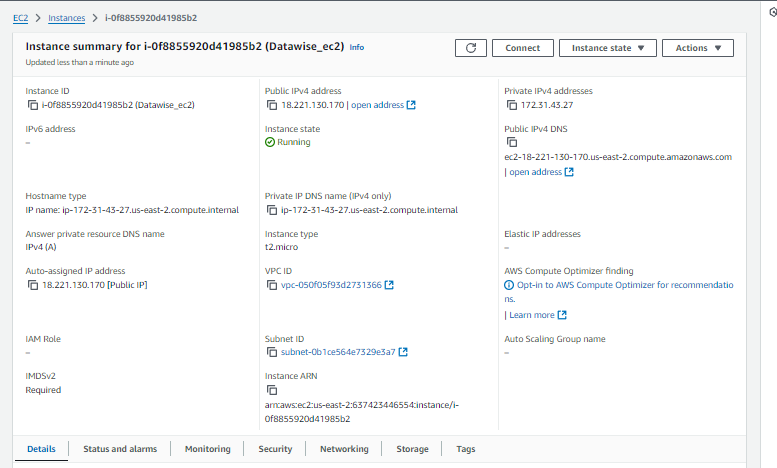 EC2 > Instances > i-0f8855920d41985b2
Instance summary for i-0f8855920d41985b2 (Datawise_ec2) Info
Updated less than a minute ago
Connect
Instance state
Actions
Instance ID
i-0f8855920d41985b2 (Datawise_ec2)
Public IPv4 address
18.221.130.170 | open address
Private IPv4 addresses
172.31.43.27
IPv6 address
–
Instance state
Running
Public IPv4 DNS
ec2-18-221-130-170.us-east-2.compute.amazonaws.com
| open address
Hostname type
IP name: ip-172-31-43-27.us-east-2.compute.internal
Private IP DNS name (IPv4 only)
ip-172-31-43-27.us-east-2.compute.internal
Answer private resource DNS name
IPv4 (A)
Instance type
t2.micro
Elastic IP addresses
–
Auto-assigned IP address
18.221.130.170 [Public IP]
VPC ID
vpc-050f05f93d2731366
AWS Compute Optimizer finding
Opt-in to AWS Compute Optimizer for recommendatio
ns.
| Learn more
IAM Role
–
Subnet ID
subnet-0b1ce564e7329e3a7
Auto Scaling Group name
–
IMDSv2
Required
Instance ARN
arn:aws:ec2:us-east-2:637423446554:instance/i-
0f8855920d41985b2
Details
Status and alarms
Monitoring
Security
Networking
Storage
Tags